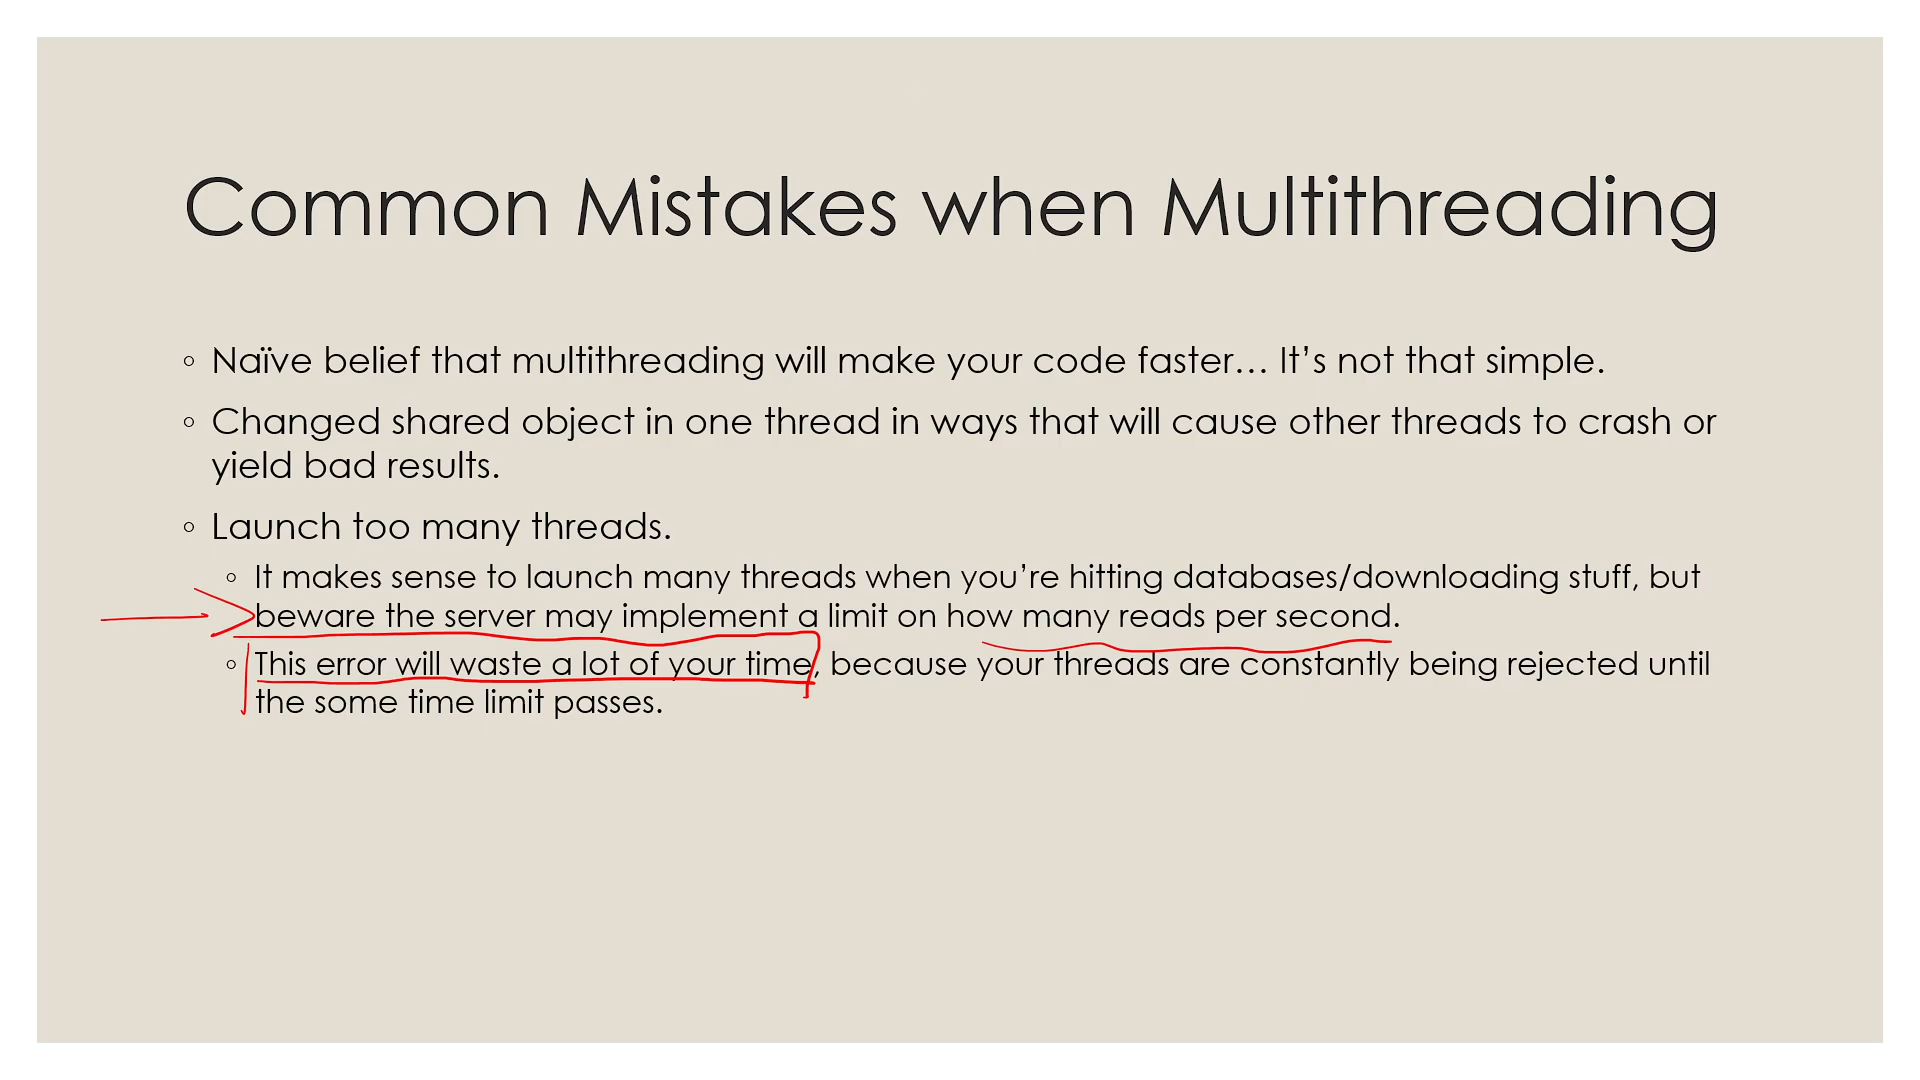 Common Mistakes when Multithreading
◦ Naïve belief that multithreading will make your code faster… It’s not that simple.
◦ Changed shared object in one thread in ways that will cause other threads to crash or
yield bad results.
◦ Launch too many threads.
◦ It makes sense to launch many threads when you’re hitting databases/downloading stuff, but
beware the server may implement a limit on how many reads per second.
◦ This error will waste a lot of your time, because your threads are constantly being rejected until
the some time limit passes.